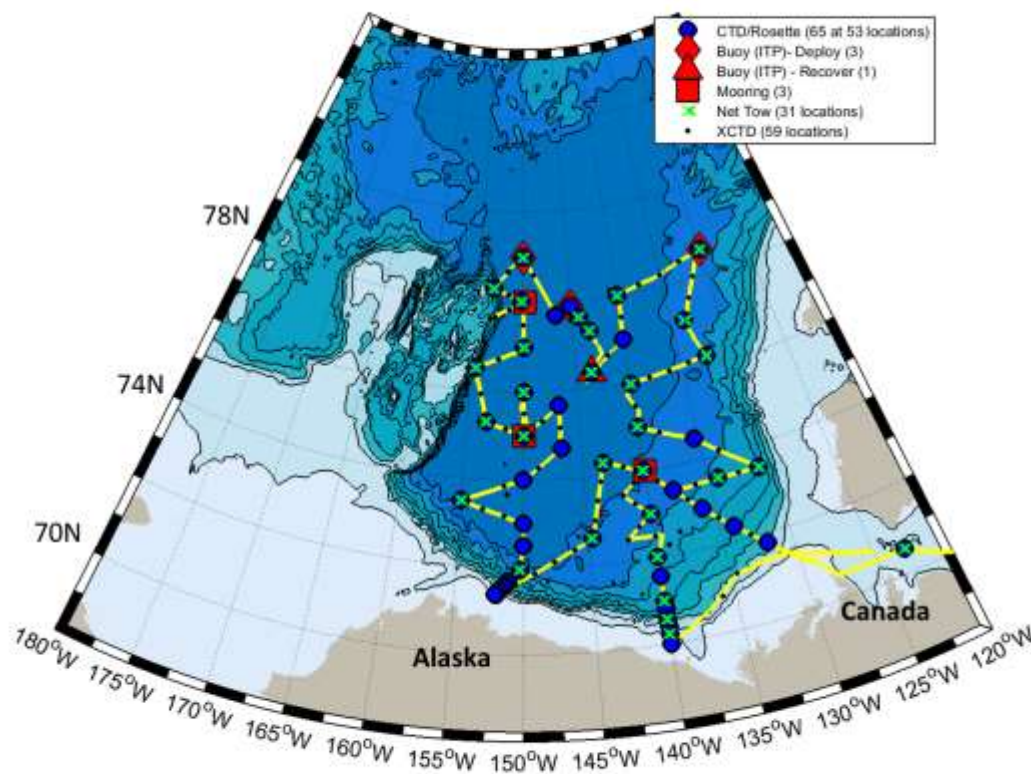 CTD/Rosette (65 at 53 locations)
Buoy (ITP)- Deploy (3)
Buoy (ITP) - Recover (1)
Mooring (3)
Net Tow (31 locations)
XCTD (59 locations)
78N
74N
70N
Canada
Alaska
180°W
175°W
170°W
165°W
160°W
155°W
150°W
145°W
140°W
135°W
130°W
125°W
120°W